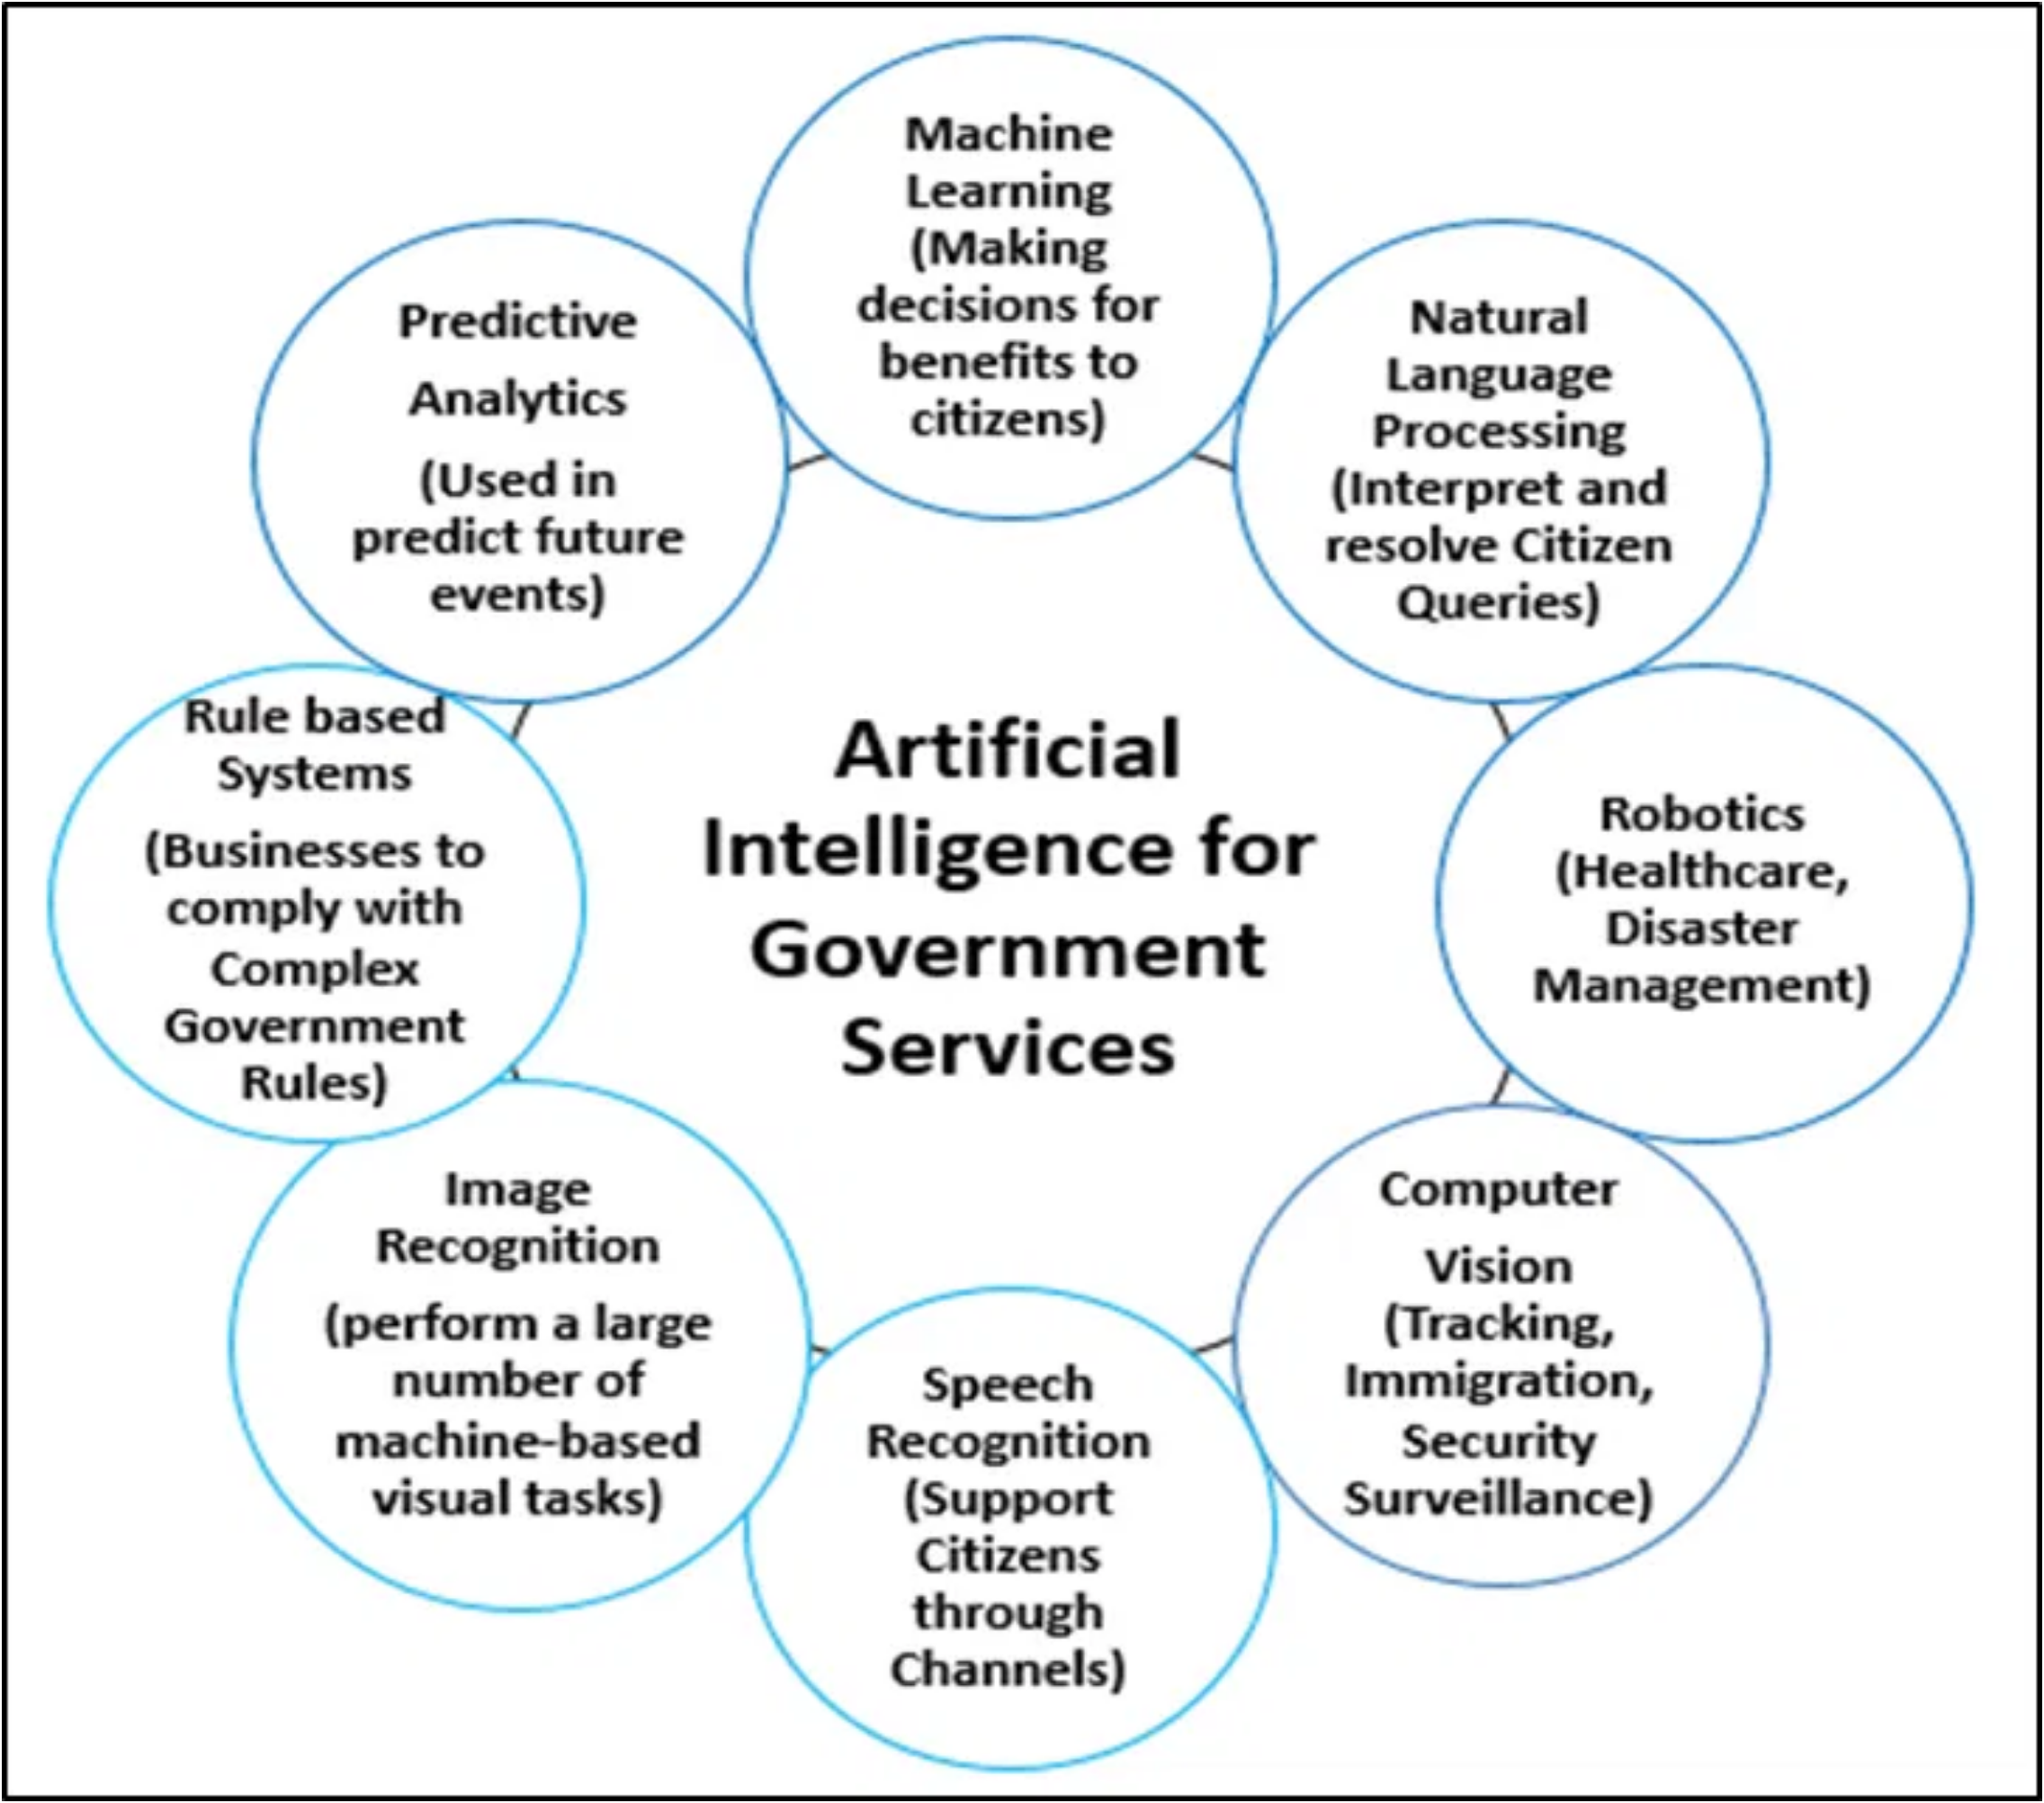 Machine
Learning
(Making
decisions for
benefits to
citizens)
Natural
Language
Processing
(Interpret and
resolve Citizen
Queries)
Robotics
(Healthcare,
Disaster
Management)
Computer
Vision
(Tracking,
Immigration,
Security
Surveillance)
Speech
Recognition
(Support
Citizens
through
Channels)
Image
Recognition
(perform a large
number of
machine-based
visual tasks)
Rule based
Systems
(Businesses to
comply with
Complex
Government
Rules)
Predictive
Analytics
(Used in
predict future
events)
Artificial
Intelligence for
Government
Services